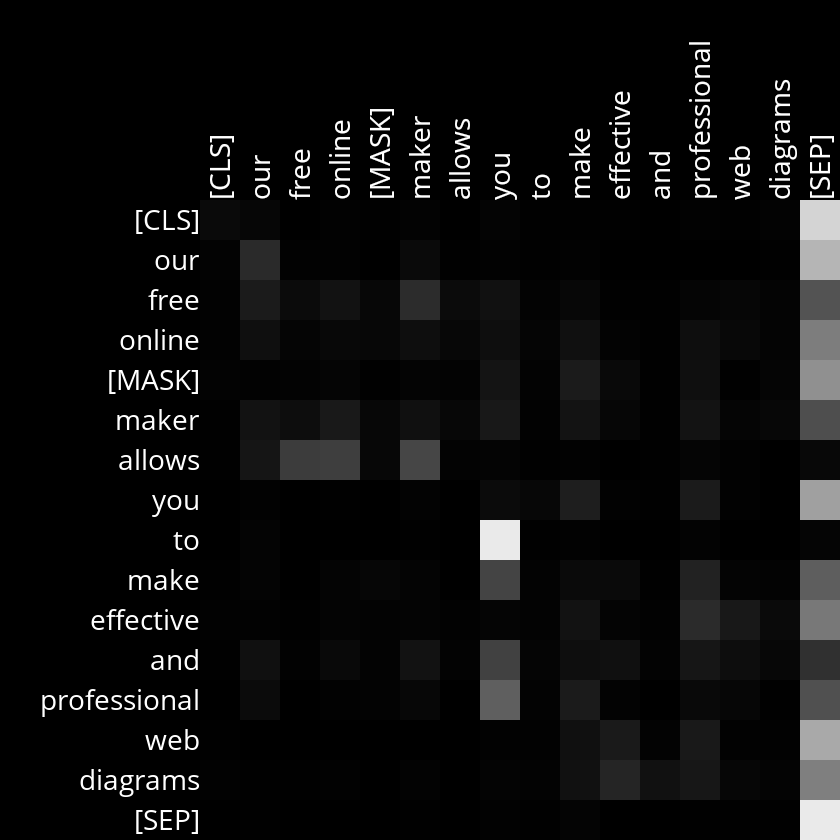 [CLS] our free online [MASK] maker allows you to make effective and professional web diagrams [SEP]
[CLS]
our
free
online
[MASK]
maker
allows
you
to
make
effective
and
professional
web
diagrams
[SEP]